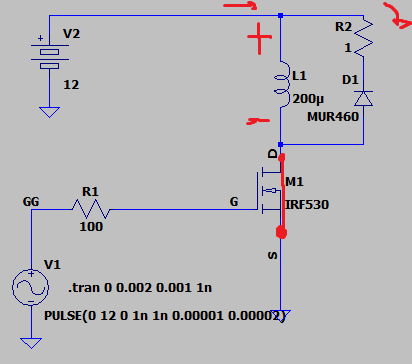 V2
+
12
+
-
R2
1
L1
200µ
D1
MUR460
D
M1
IRF530
G
S
GG
R1
100
V1
+
-
.tran 0 0.002 0.001 1n
PULSE(0 12 0 1n 1n 0.00001 0.00002)